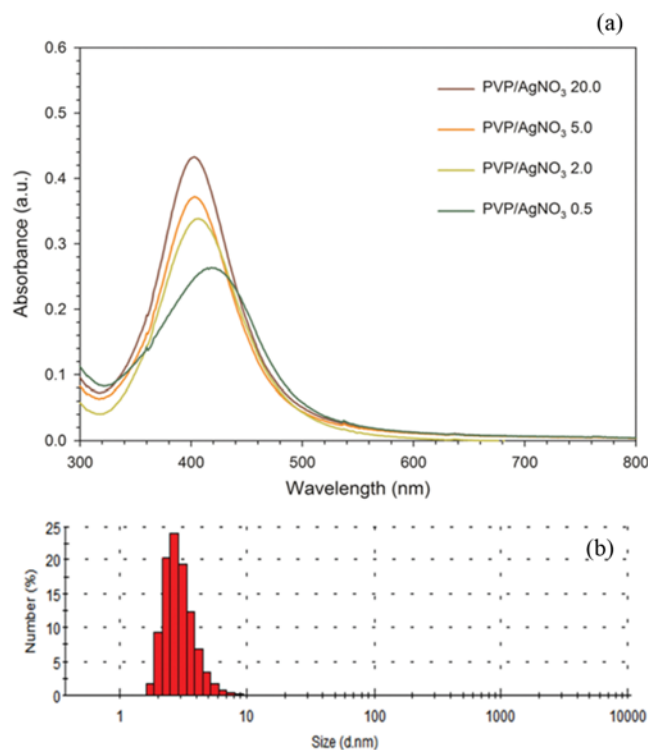 (a)
0.6
0.5
0.4
0.3
0.2
0.1
0.0
Absorbance (a.u.)
PVP/AgNO₃ 20.0
PVP/AgNO₃ 5.0
PVP/AgNO₃ 2.0
PVP/AgNO₃ 0.5
300 400 500 600 700 800
Wavelength (nm)
(b)
25
20
15
10
5
0
Number (%)
1 10 100 1000 10000
Size (d.nm)